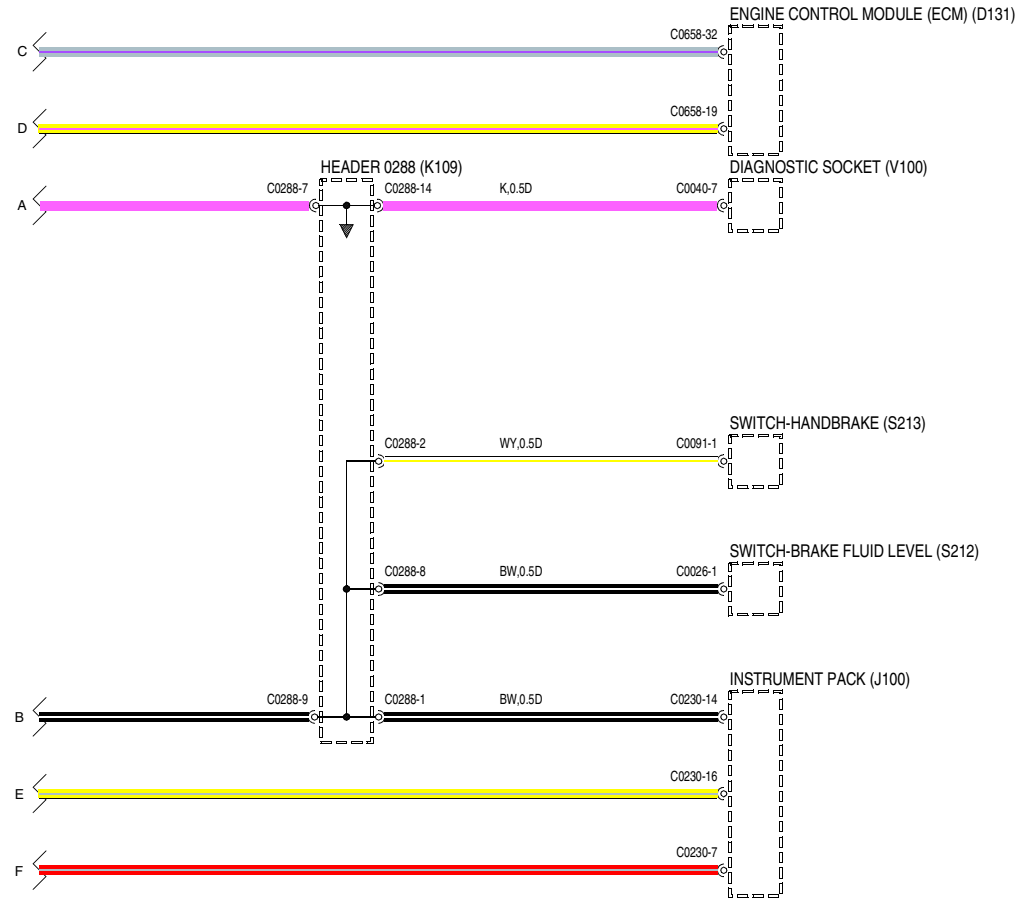 ENGINE CONTROL MODULE (ECM) (D131)
C0658-32
C
C0658-19
D
HEADER 0288 (K109)
DIAGNOSTIC SOCKET (V100)
C0288-7
C0288-14
K,0.5D
C0040-7
A
SWITCH-HANDBRAKE (S213)
C0288-2
WY,0.5D
C0091-1
SWITCH-BRAKE FLUID LEVEL (S212)
C0288-8
BW,0.5D
C0026-1
INSTRUMENT PACK (J100)
C0288-9
C0288-1
BW,0.5D
C0230-14
B
C0230-16
E
C0230-7
F